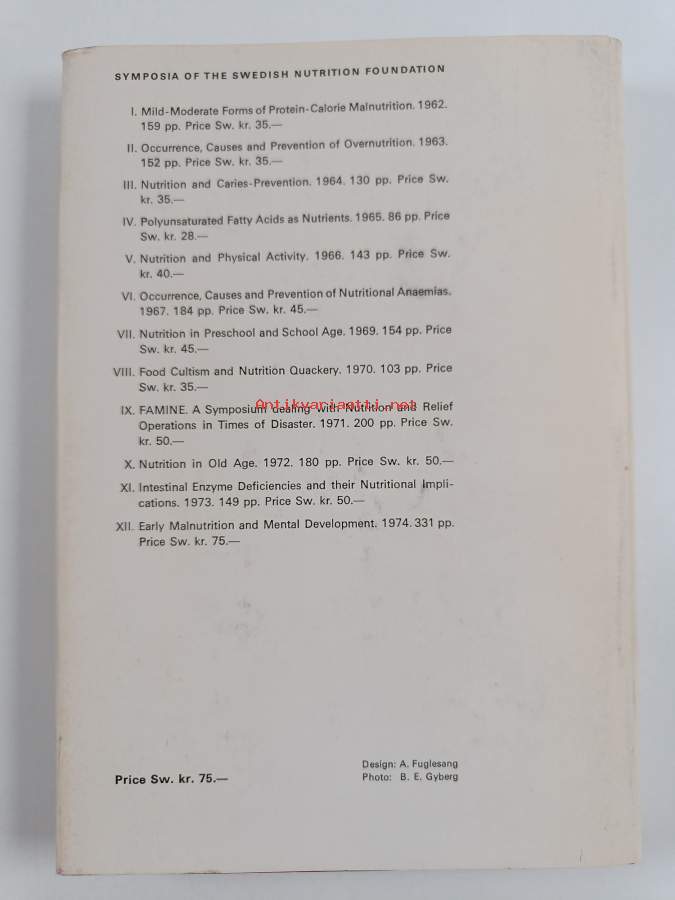 SYMPOSIA OF THE SWEDISH NUTRITION FOUNDATION
I. Mild-Moderate Forms of Protein-Calorie Malnutrition. 1962.
159 pp. Price Sw. kr. 35.—
II. Occurrence, Causes and Prevention of Overnutrition. 1963.
152 pp. Price Sw. kr. 35.—
III. Nutrition and Caries-Prevention. 1964. 130 pp. Price Sw.
kr. 35.—
IV. Polyunsaturated Fatty Acids as Nutrients. 1965. 86 pp. Price
Sw. kr. 28.—
V. Nutrition and Physical Activity. 1966. 143 pp. Price Sw.
kr. 40.—
VI. Occurrence, Causes and Prevention of Nutritional Anaemias.
1967. 184 pp. Price Sw. kr. 45.—
VII. Nutrition in Preschool and School Age. 1969. 154 pp. Price
Sw. kr. 45.—
VIII. Food Cultism and Nutrition Quackery. 1970. 103 pp. Price
Sw. kr. 35.—
Antikvariaatti.net
IX. FAMINE. A Symposium dealing with Nutrition and Relief
Operations in Times of Disaster. 1971. 200 pp. Price Sw.
kr. 50.—
X. Nutrition in Old Age. 1972. 180 pp. Price Sw. kr. 50.—
XI. Intestinal Enzyme Deficiencies and their Nutritional Impli-
cations. 1973. 149 pp. Price Sw. kr. 50.—
XII. Early Malnutrition and Mental Development. 1974. 331 pp.
Price Sw. kr. 75.—
Design: A. Fuglesang
Price Sw. kr. 75.—
Photo: B. E. Gyberg